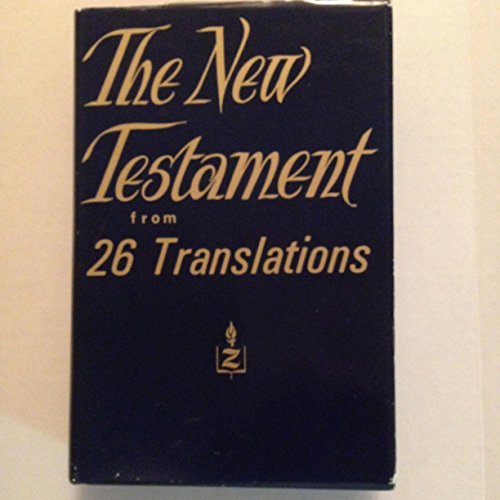 The New
Testament
from
26 Translations
Z